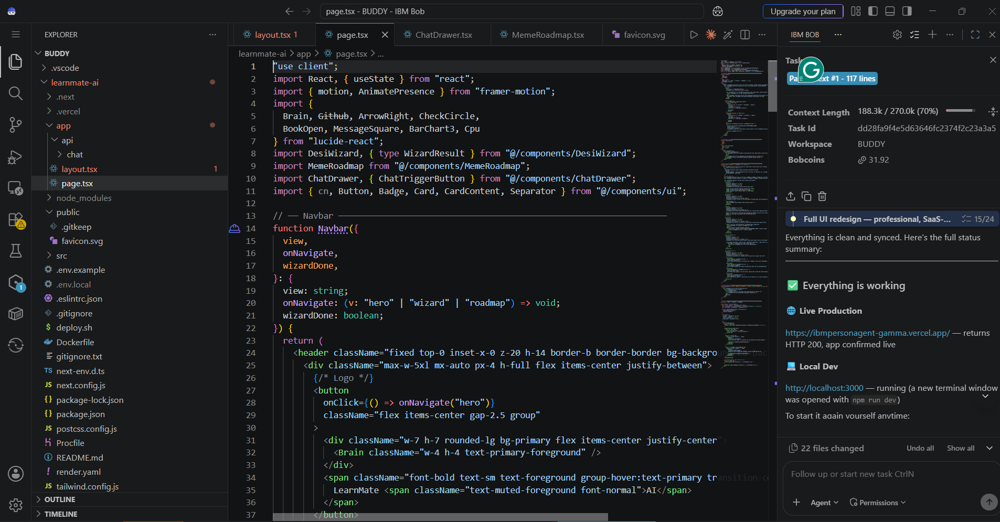 page.tsx - BUDDY - IBM Bob
Upgrade your plan
EXPLORER
BUDDY
.vscode
learnmate-ai
.next
.vercel
app
api
chat
layout.tsx 1
page.tsx
node_modules
public
.gitkeep
favicon.svg
src
.env.example
.env.local
.eslintrc.json
.gitignore
$ deploy.sh
Dockerfile
gitignore.txt
TS next-env.d.ts
JS next.config.js
{} package-lock.json
{} package.json
JS postcss.config.js
Procfile
README.md
! render.yaml
JS tailwind.config.js
OUTLINE
TIMELINE
1
layout.tsx 1
page.tsx
ChatDrawer.tsx
MemeRoadmap.tsx
favicon.svg
learnmate-ai > app > page.tsx > ...
1 "use client";
2 import React, { useState } from "react";
3 import { motion, AnimatePresence } from "framer-motion";
4 import {
5 Brain, Github, ArrowRight, CheckCircle,
6 BookOpen, MessageSquare, BarChart3, Cpu
7 } from "lucide-react";
8 import DesiWizard, { type WizardResult } from "@/components/DesiWizard";
9 import MemeRoadmap from "@/components/MemeRoadmap";
10 import ChatDrawer, { ChatTriggerButton } from "@/components/ChatDrawer";
11 import { cn, Button, Badge, Card, CardContent, Separator } from "@/components/ui";
12
13 // ── Navbar ──────────────────────────────
14 function Navbar({
15 view,
16 onNavigate,
17 wizardDone,
18 }: {
19 view: string;
20 onNavigate: (v: "hero" | "wizard" | "roadmap") => void;
21 wizardDone: boolean;
22 }) {
23 return (
24 <header className="fixed top-0 inset-x-0 z-20 h-14 border-b border-border bg-backgrou
25 <div className="max-w-5xl mx-auto px-4 h-full flex items-center justify-between">
26 {/* Logo */}
27 <button
28 onClick={() => onNavigate("hero")}
29 className="flex items-center gap-2.5 group"
30 >
31 <div className="w-7 h-7 rounded-lg bg-primary flex items-center justify-center">
32 <Brain className="w-4 h-4 text-primary-foreground" />
33 </div>
34 <span className="font-bold text-sm text-foreground group-hover:text-primary transition-c
35 LearnMate <span className="text-muted-foreground font-normal">AI</span>
36 </span>
37 </button>
IBM BOB
Task
ext #1 - 117 lines
Context Length 188.3k / 270.0k (70%)
Task Id dd28fa9f4e5d63646fc2374f2c23a3a5
Workspace BUDDY
Bobcoins 31.92
Full UI redesign — professional, SaaS-... 15/24
Everything is clean and synced. Here's the full status
summary:
Everything is working
Live Production
https://ibmpersonagent-gamma.vercel.app/ — returns
HTTP 200, app confirmed live
Local Dev
http://localhost:3000 — running (a new terminal window
was opened with npm run dev)
To start it again yourself anytime:
22 files changed Undo all Show all
Follow up or start new task CtrlN
Agent Permissions